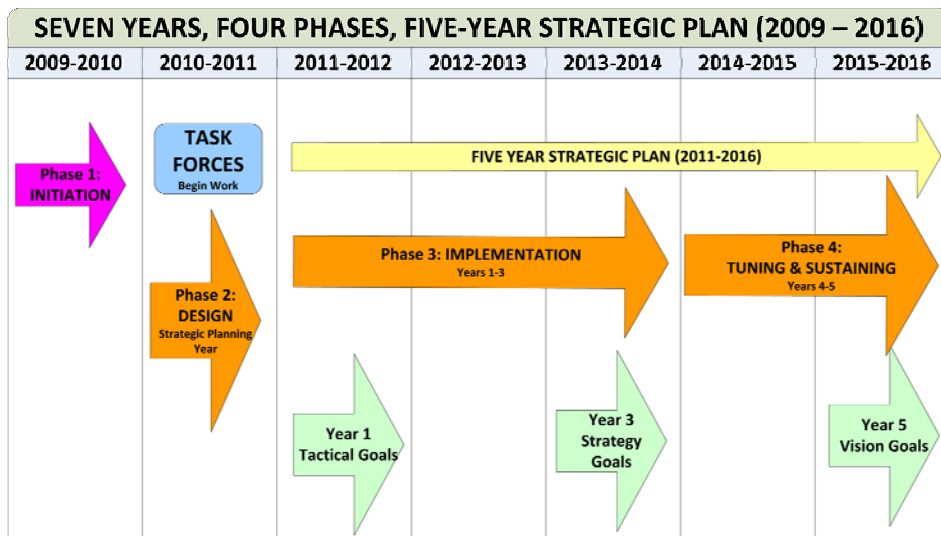 SEVEN YEARS, FOUR PHASES, FIVE-YEAR STRATEGIC PLAN (2009 – 2016)
2009-2010 2010-2011 2011-2012 2012-2013 2013-2014 2014-2015 2015-2016
Phase 1:
INITIATION
TASK
FORCES
Begin Work
FIVE YEAR STRATEGIC PLAN (2011-2016)
Phase 2:
DESIGN
Strategic Planning
Year
Phase 3: IMPLEMENTATION
Years 1-3
Phase 4:
TUNING & SUSTAINING
Years 4-5
Year 1
Tactical Goals
Year 3
Strategy
Goals
Year 5
Vision Goals